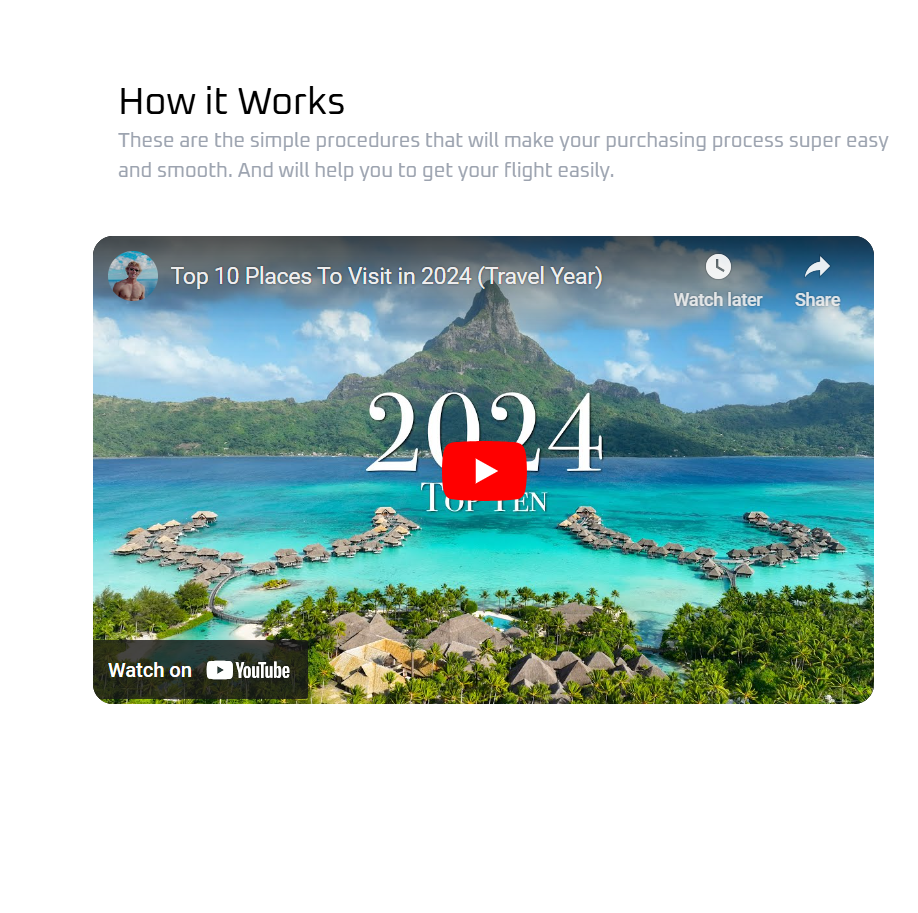 How it Works
These are the simple procedures that will make your purchasing process super easy
and smooth. And will help you to get your flight easily.
Top 10 Places To Visit in 2024 (Travel Year)
Watch later
Share
2024
TOP TEN
Watch on YouTube